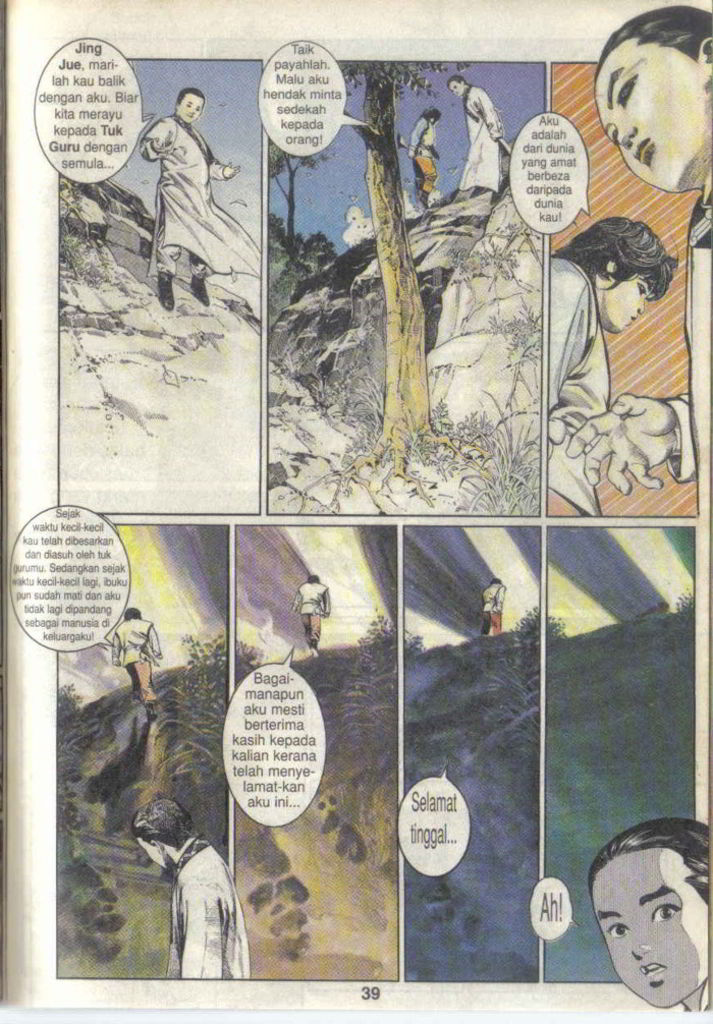 Jing
Jue, mari-
lah kau balik
dengan aku. Biar
kita merayu
kepada Tuk
Guru dengan
semula...
Taik
payahlah.
Malu aku
hendak minta
sedekah
kepada
orang!
Aku
adalah
dari dunia
yang amat
berbeza
daripada
dunia
kau!
Sejak
waktu kecil-kecil
kau telah dibesarkan
dan diasuh oleh tuk
gurumu. Sedangkan sejak
waktu kecil-kecil lagi, ibuku
pun sudah mati dan aku
tidak lagi dipandang
sebagai manusia di
keluargaku!
Bagai-
manapun
aku mesti
berterima
kasih kepada
kalian kerana
telah menye-
lamat-kan
aku ini...
Selamat
tinggal...
Ah!
39